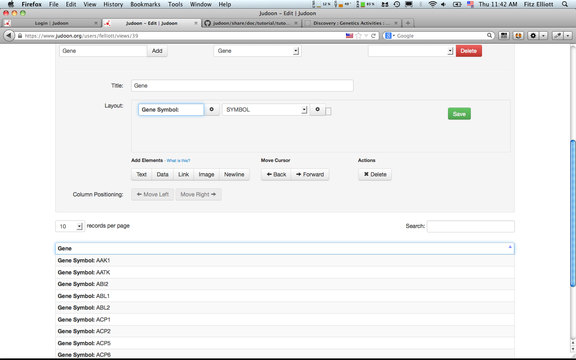 Firefox File Edit View History Bookmarks Tools Window Help Thu 11:42 AM Fitz Elliott
Judoon – Edit | Judoon
Login | Judoon Judoon – Edit | Judoon judoon/share/doc/tutorial/tuto... Discovery | Genetics Activities | ...
https://www.judoon.org/users/felliott/views/39 Google
Gene Add Gene Delete
Title: Gene
Layout: Gene Symbol: SYMBOL Save
Add Elements - What is this? Move Cursor Actions
Text Data Link Image Newline Back Forward Delete
Column Positioning: Move Left Move Right
10 records per page Search:
Gene
Gene Symbol: AAK1
Gene Symbol: AATK
Gene Symbol: ABI2
Gene Symbol: ABL1
Gene Symbol: ABL2
Gene Symbol: ACP1
Gene Symbol: ACP2
Gene Symbol: ACP5
Gene Symbol: ACP6